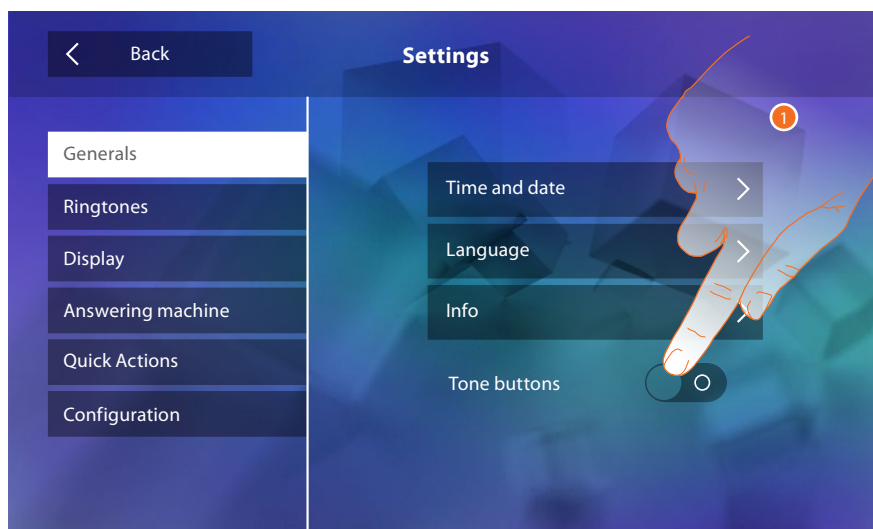 Back
Settings
1
Generals
Ringtones
Display
Answering machine
Quick Actions
Configuration
Time and date
Language
Info
Tone buttons